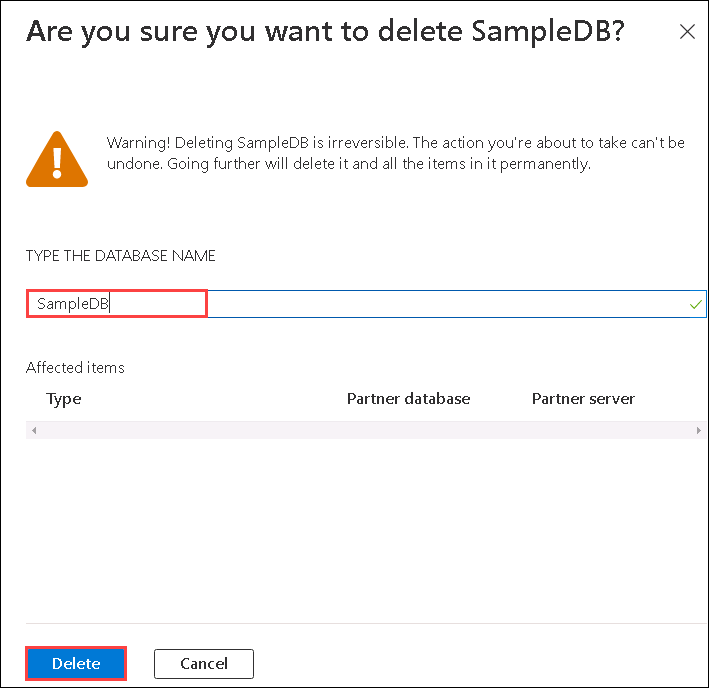 Are you sure you want to delete SampleDB?
Warning! Deleting SampleDB is irreversible. The action you're about to take can't be
undone. Going further will delete it and all the items in it permanently.
TYPE THE DATABASE NAME
SampleDB
Affected items
Type Partner database Partner server
Delete Cancel